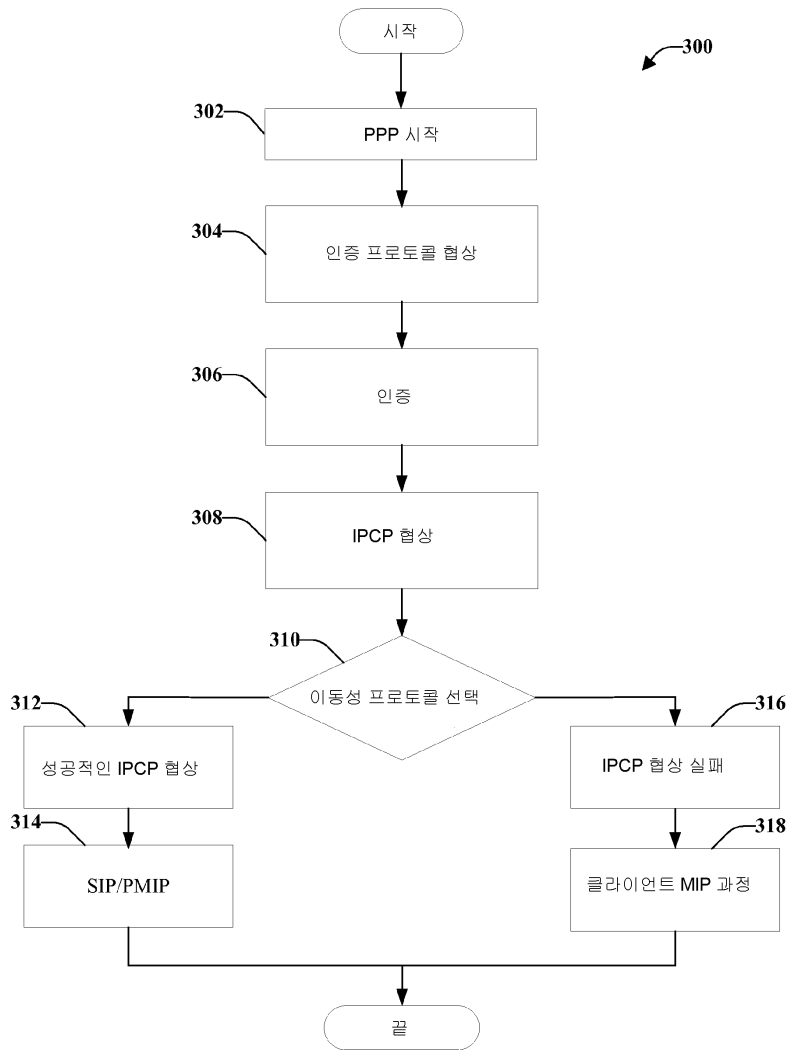 시작
300
302
PPP 시작
304
인증 프로토콜 협상
306
인증
308
IPCP 협상
310
이동성 프로토콜 선택
312
성공적인 IPCP 협상
314
SIP/PMIP
316
IPCP 협상 실패
318
클라이언트 MIP 과정
끝